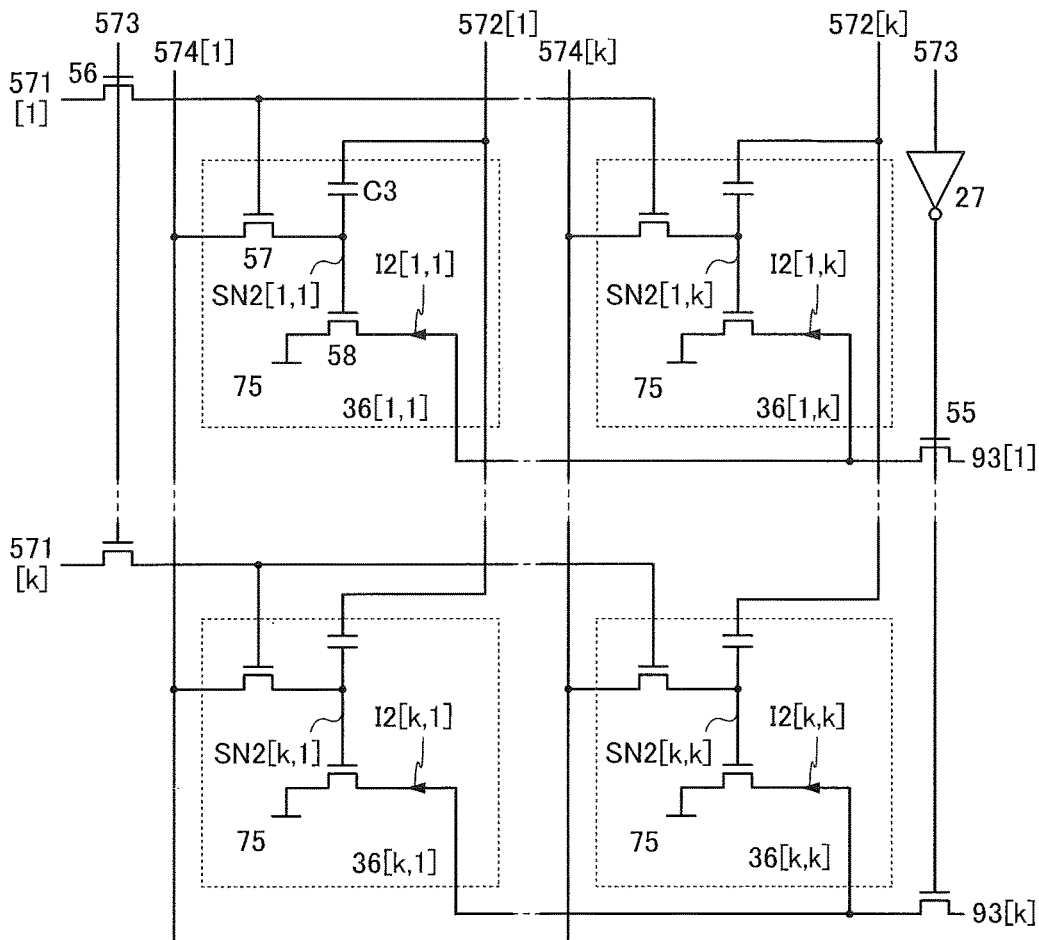 573
572[1]
572[k]
574[1]
574[k]
573
56
571
[1]
C3
27
57
I2[1,1]
I2[1,k]
SN2[1,1]
SN2[1,k]
58
75
75
36[1,1]
36[1,k]
55
93[1]
571
[k]
I2[k,1]
I2[k,k]
SN2[k,1]
SN2[k,k]
75
75
36[k,1]
36[k,k]
93[k]